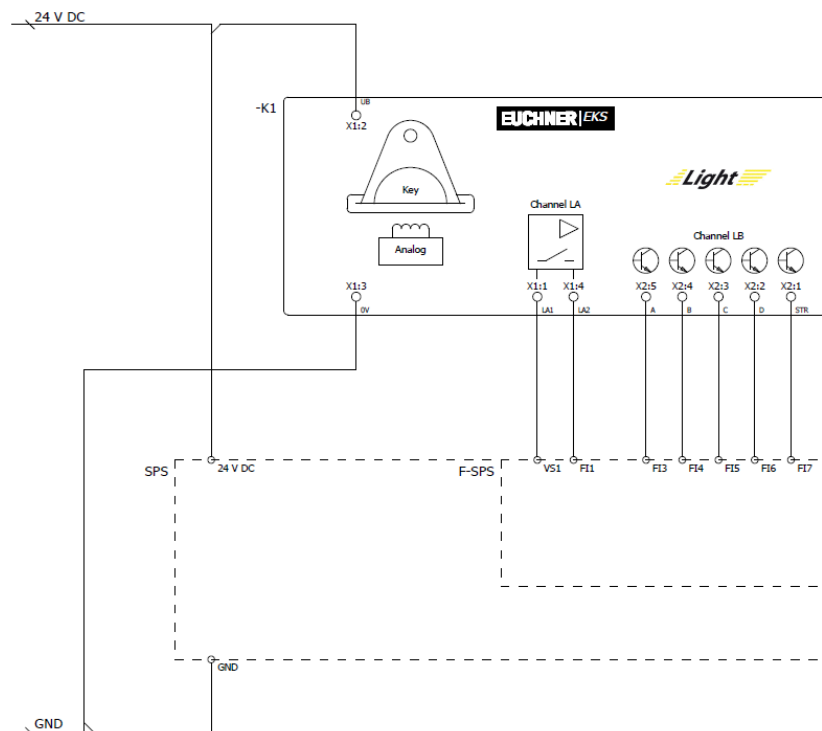 24 V DC
-K1
UB
X1:2
EUCHNER|EKS
Light
Key
Analog
Channel LA
Channel LB
X1:3
X1:1
X1:4
X2:5
X2:4
X2:3
X2:2
X2:1
0V
LA1
LA2
A
B
C
D
STR
SPS
24 V DC
F-SPS
VS1
FI1
FI3
FI4
FI5
FI6
FI7
GND
GND